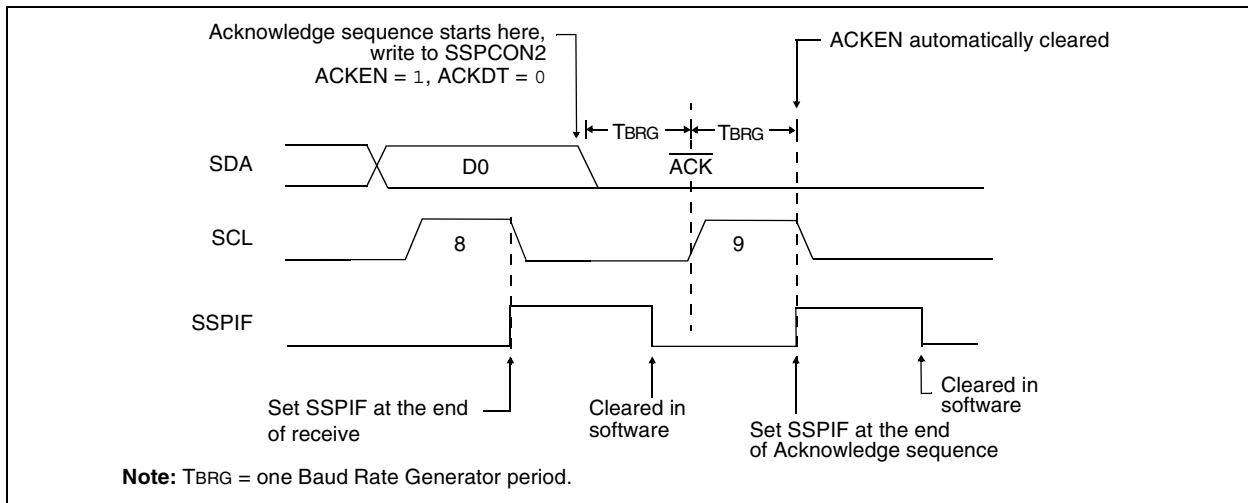 Acknowledge sequence starts here,
write to SSPCON2
ACKEN = 1, ACKDT = 0
ACKEN automatically cleared
TBRG
TBRG
SDA
D0
ACK
SCL
8
9
SSPIF
Set SSPIF at the end
of receive
Cleared in
software
Set SSPIF at the end
of Acknowledge sequence
Cleared in
software
Note: TBRG = one Baud Rate Generator period.